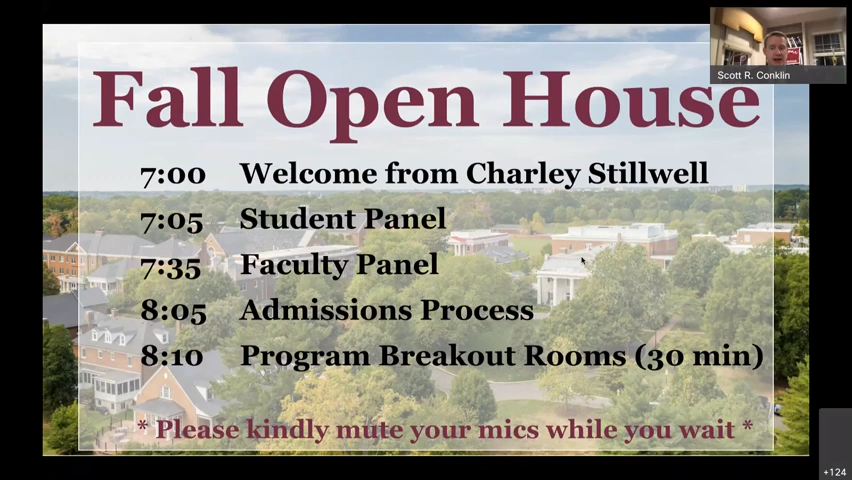 Fall Open House
7:00 Welcome from Charley Stillwell
7:05 Student Panel
7:35 Faculty Panel
8:05 Admissions Process
8:10 Program Breakout Rooms (30 min)
* Please kindly mute your mics while you wait *
Scott R. Conklin
+124